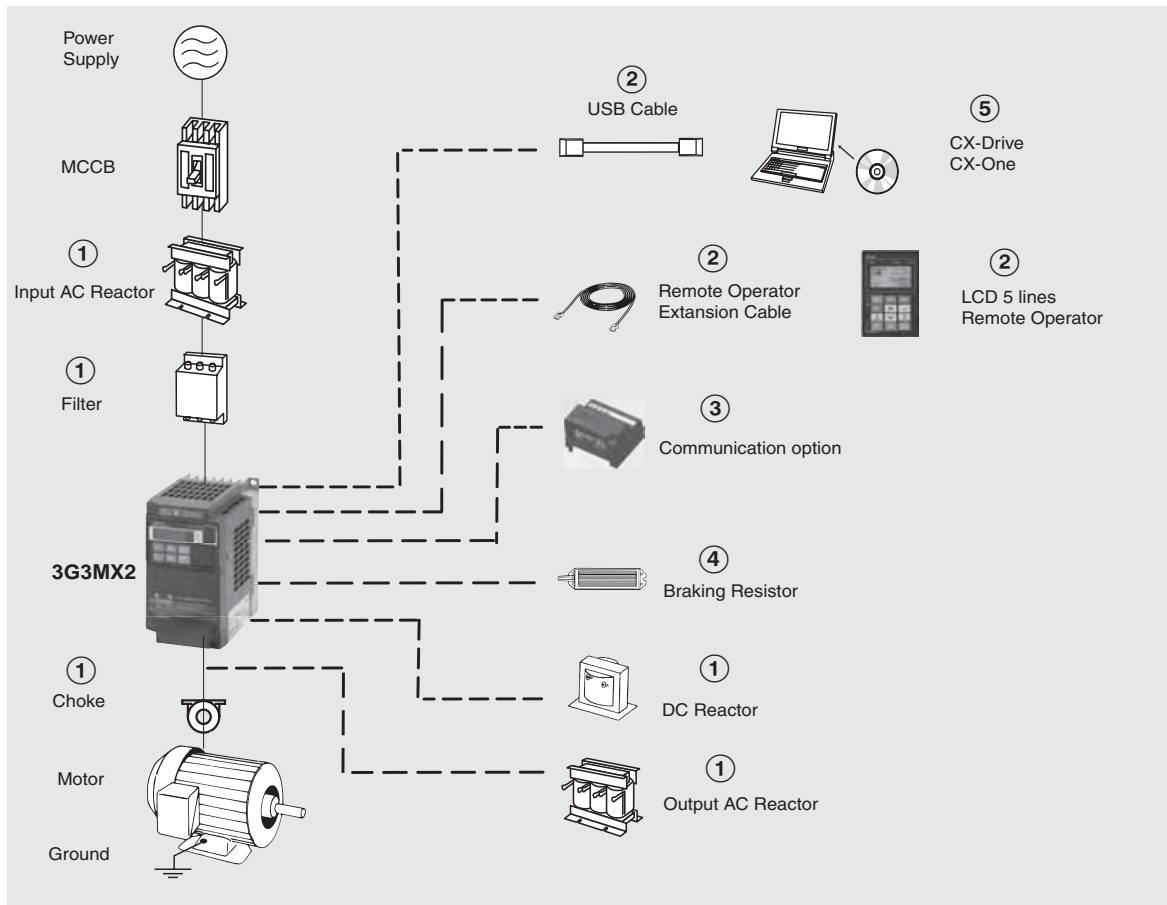 Power
Supply
MCCB
1
Input AC Reactor
1
Filter
3G3MX2
1
Choke
Motor
Ground
2
USB Cable
5
CX-Drive
CX-One
2
Remote Operator
Extansion Cable
2
LCD 5 lines
Remote Operator
3
Communication option
4
Braking Resistor
1
DC Reactor
1
Output AC Reactor